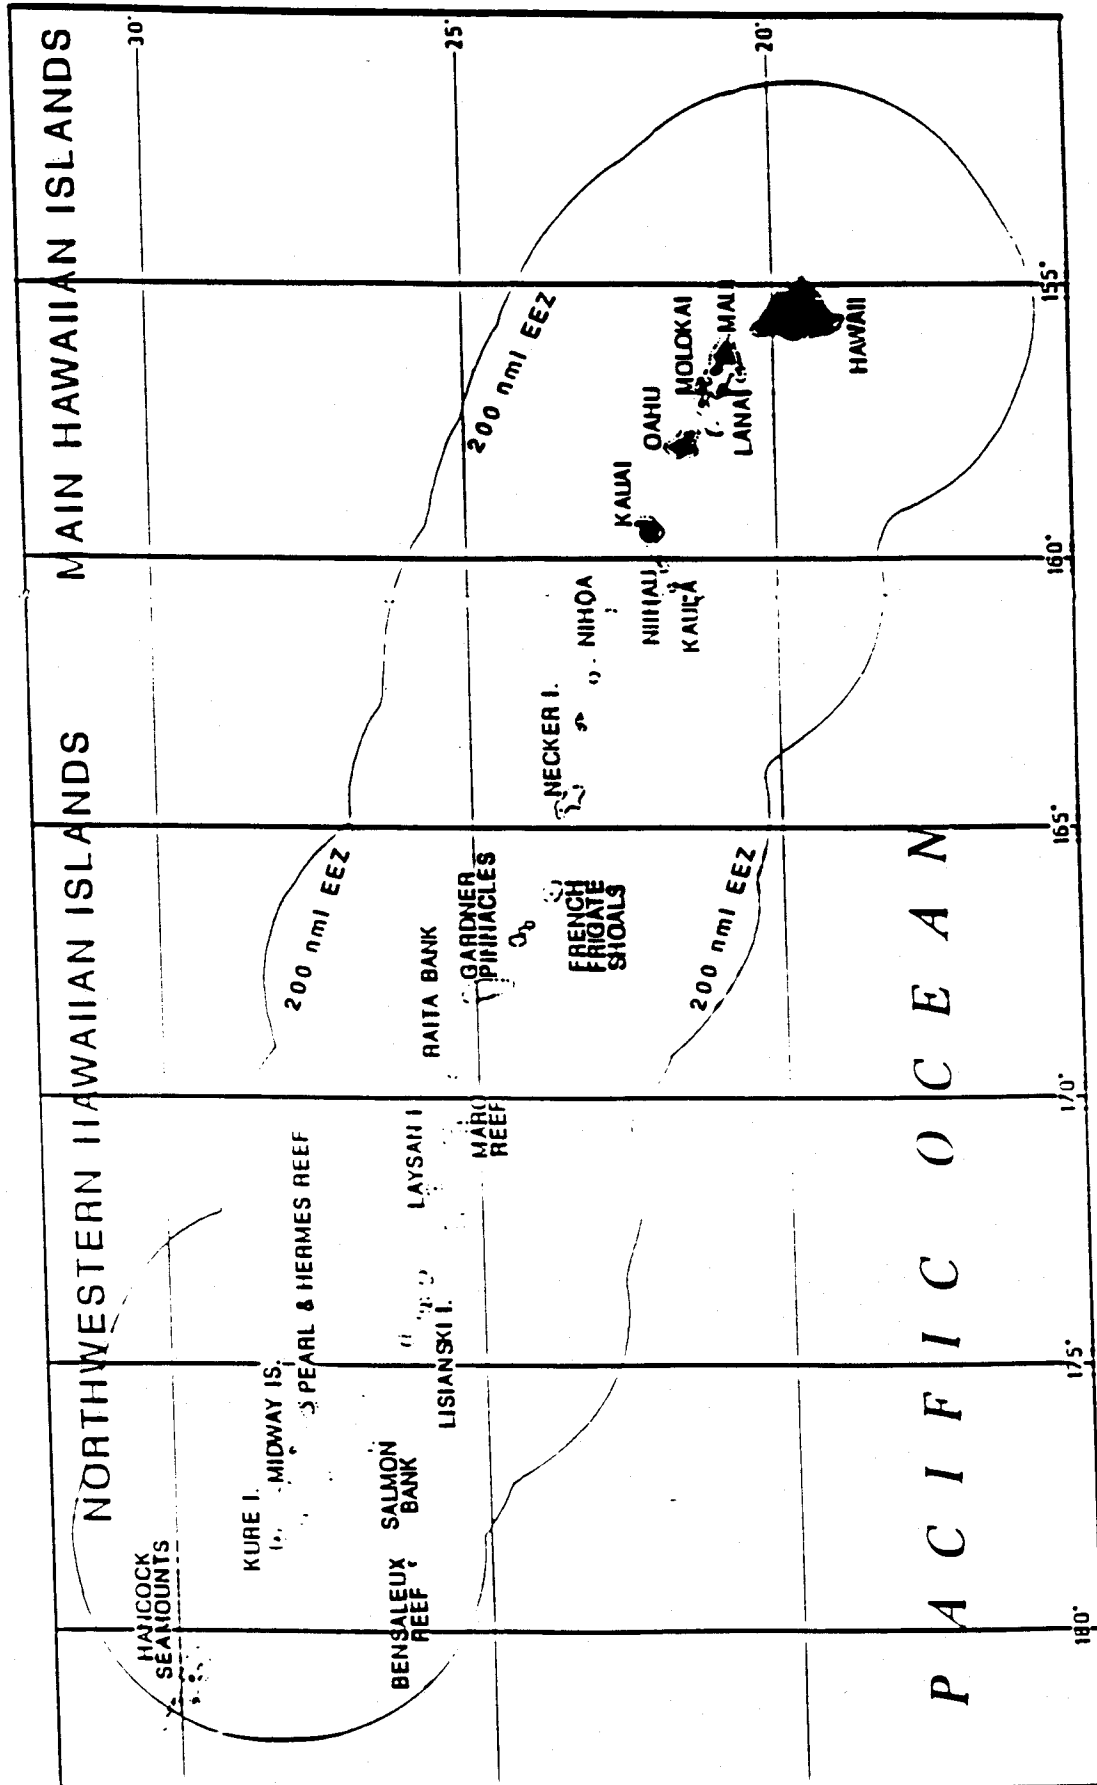 NORTHWESTERN HAWAIIAN ISLANDS
MAIN HAWAIIAN ISLANDS
30°
25°
20°
HANCOCK
SEAMOUNTS
KURE I.
MIDWAY IS.
PEARL & HERMES REEF
BENSALEUX
REEF
SALMON
BANK
LISIANSKI I.
LAYSAN I
MARO
REEF
RAITA BANK
GARDNER
PINNACLES
FRENCH
FRIGATE
SHOALS
NECKER I.
NIHOA
NIIHAU
KAULA
KAUAI
OAHU
MOLOKAI
MAUI
LANAI
HAWAII
200 nmi EEZ
200 nmi EEZ
200 nmi EEZ
180°
175°
170°
165°
160°
155°
PACIFIC OCEAN